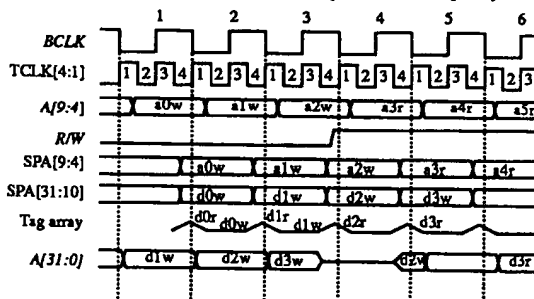 1 2 3 4 5 6
BCLK
TCLK[4:1] 1 2 3 4 1 2 3 4 1 2 3 4 1 2 3 4 1 2 3 4 1 2 3
A[9:4] a0w a1w a2w a3r a4r a5r
R/W
SPA[9:4] a0w a1w a2w a3r a4r
SPA[31:10] d0w d1w d2w d3w
Tag array d0r d0w d1r d1w d2r d3r
A[31:0] d1w d2w d3w d2w d3r